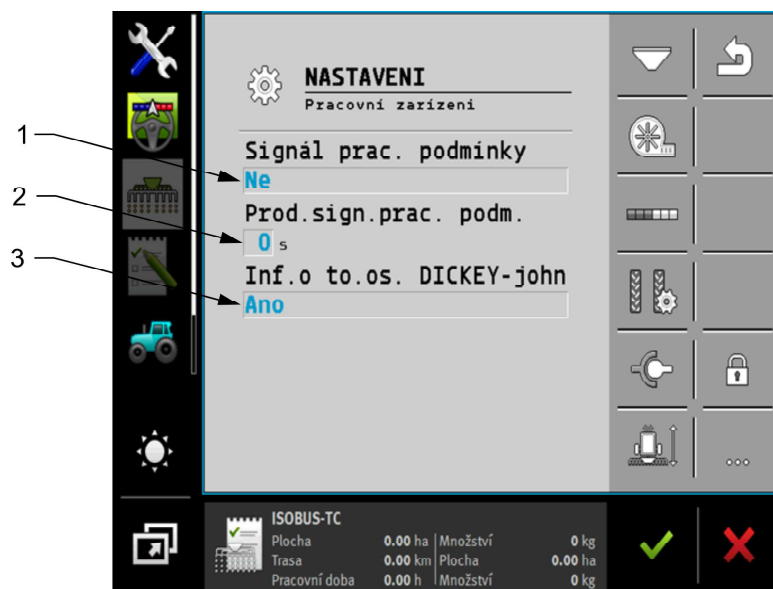 NASTAVENI
Pracovní zarízeni
1
Signál prac. podminky
Ne
2
Prod.sign.prac. podm.
0 s
3
Inf.o to.os. DICKEY-john
Ano
...
ISOBUS-TC
Plocha 0.00 ha Množství 0 kg
Trasa 0.00 km Plocha 0.00 ha
Pracovní doba 0.00 h Množství 0 kg